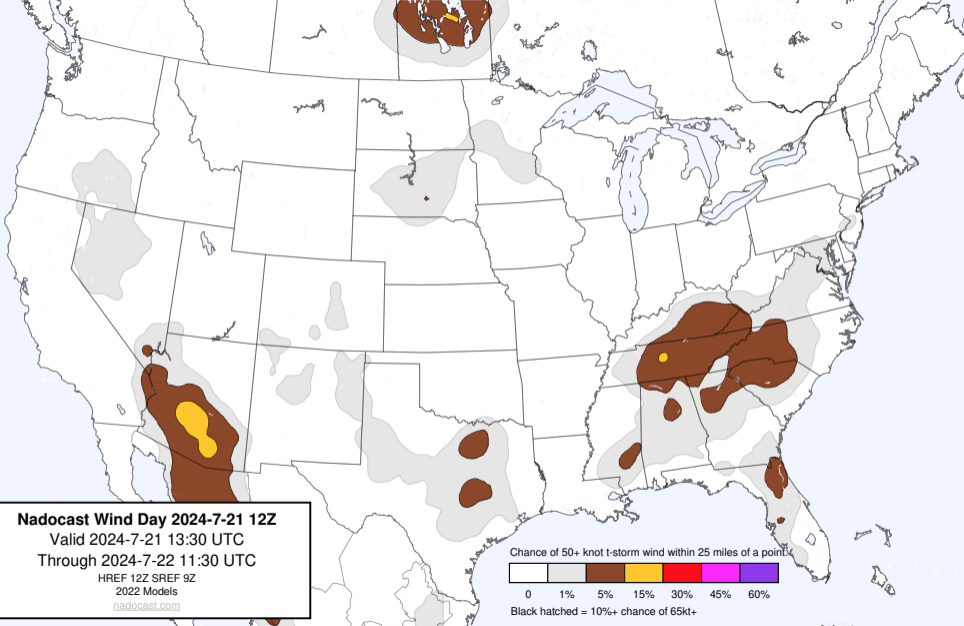 Nadocast Wind Day 2024-7-21 12Z
Valid 2024-7-21 13:30 UTC
Through 2024-7-22 11:30 UTC
HREF 12Z SREF 9Z
2022 Models
nadocast.com
Chance of 50+ knot t-storm wind within 25 miles of a point.
0 1% 5% 15% 30% 45% 60%
Black hatched = 10%+ chance of 65kt+